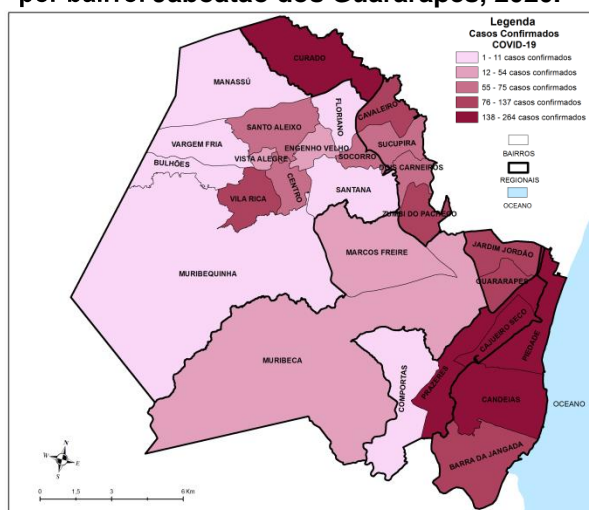 por bairro. Jaboatão dos Guararapes, 2020.
Legenda
Casos Confirmados
COVID-19
1 - 11 casos confirmados
12 - 54 casos confirmados
55 - 75 casos confirmados
76 - 137 casos confirmados
138 - 264 casos confirmados
BAIRROS
REGIONAIS
OCEANO
CURADO
MANASSÚ
FLORIANO
CAVALEIRO
SANTO ALEIXO
SUCUPIRA
VARGEM FRIA
ENGENHO VELHO
SOCORRO
VISTA ALEGRE
BULHÕES
DOIS CARNEIROS
CENTRO
SANTANA
VILA RICA
ZUMBI DO PACHECO
MARCOS FREIRE
JARDIM JORDÃO
MURIBEQUINHA
GUARARAPES
CAJUEIRO SECO
PIEDADE
MURIBECA
COMPORTAS
PRAZERES
CANDEIAS
OCEANO
BARRA DA JANGADA
N
W
E
S
0 1,5 3 6 Km